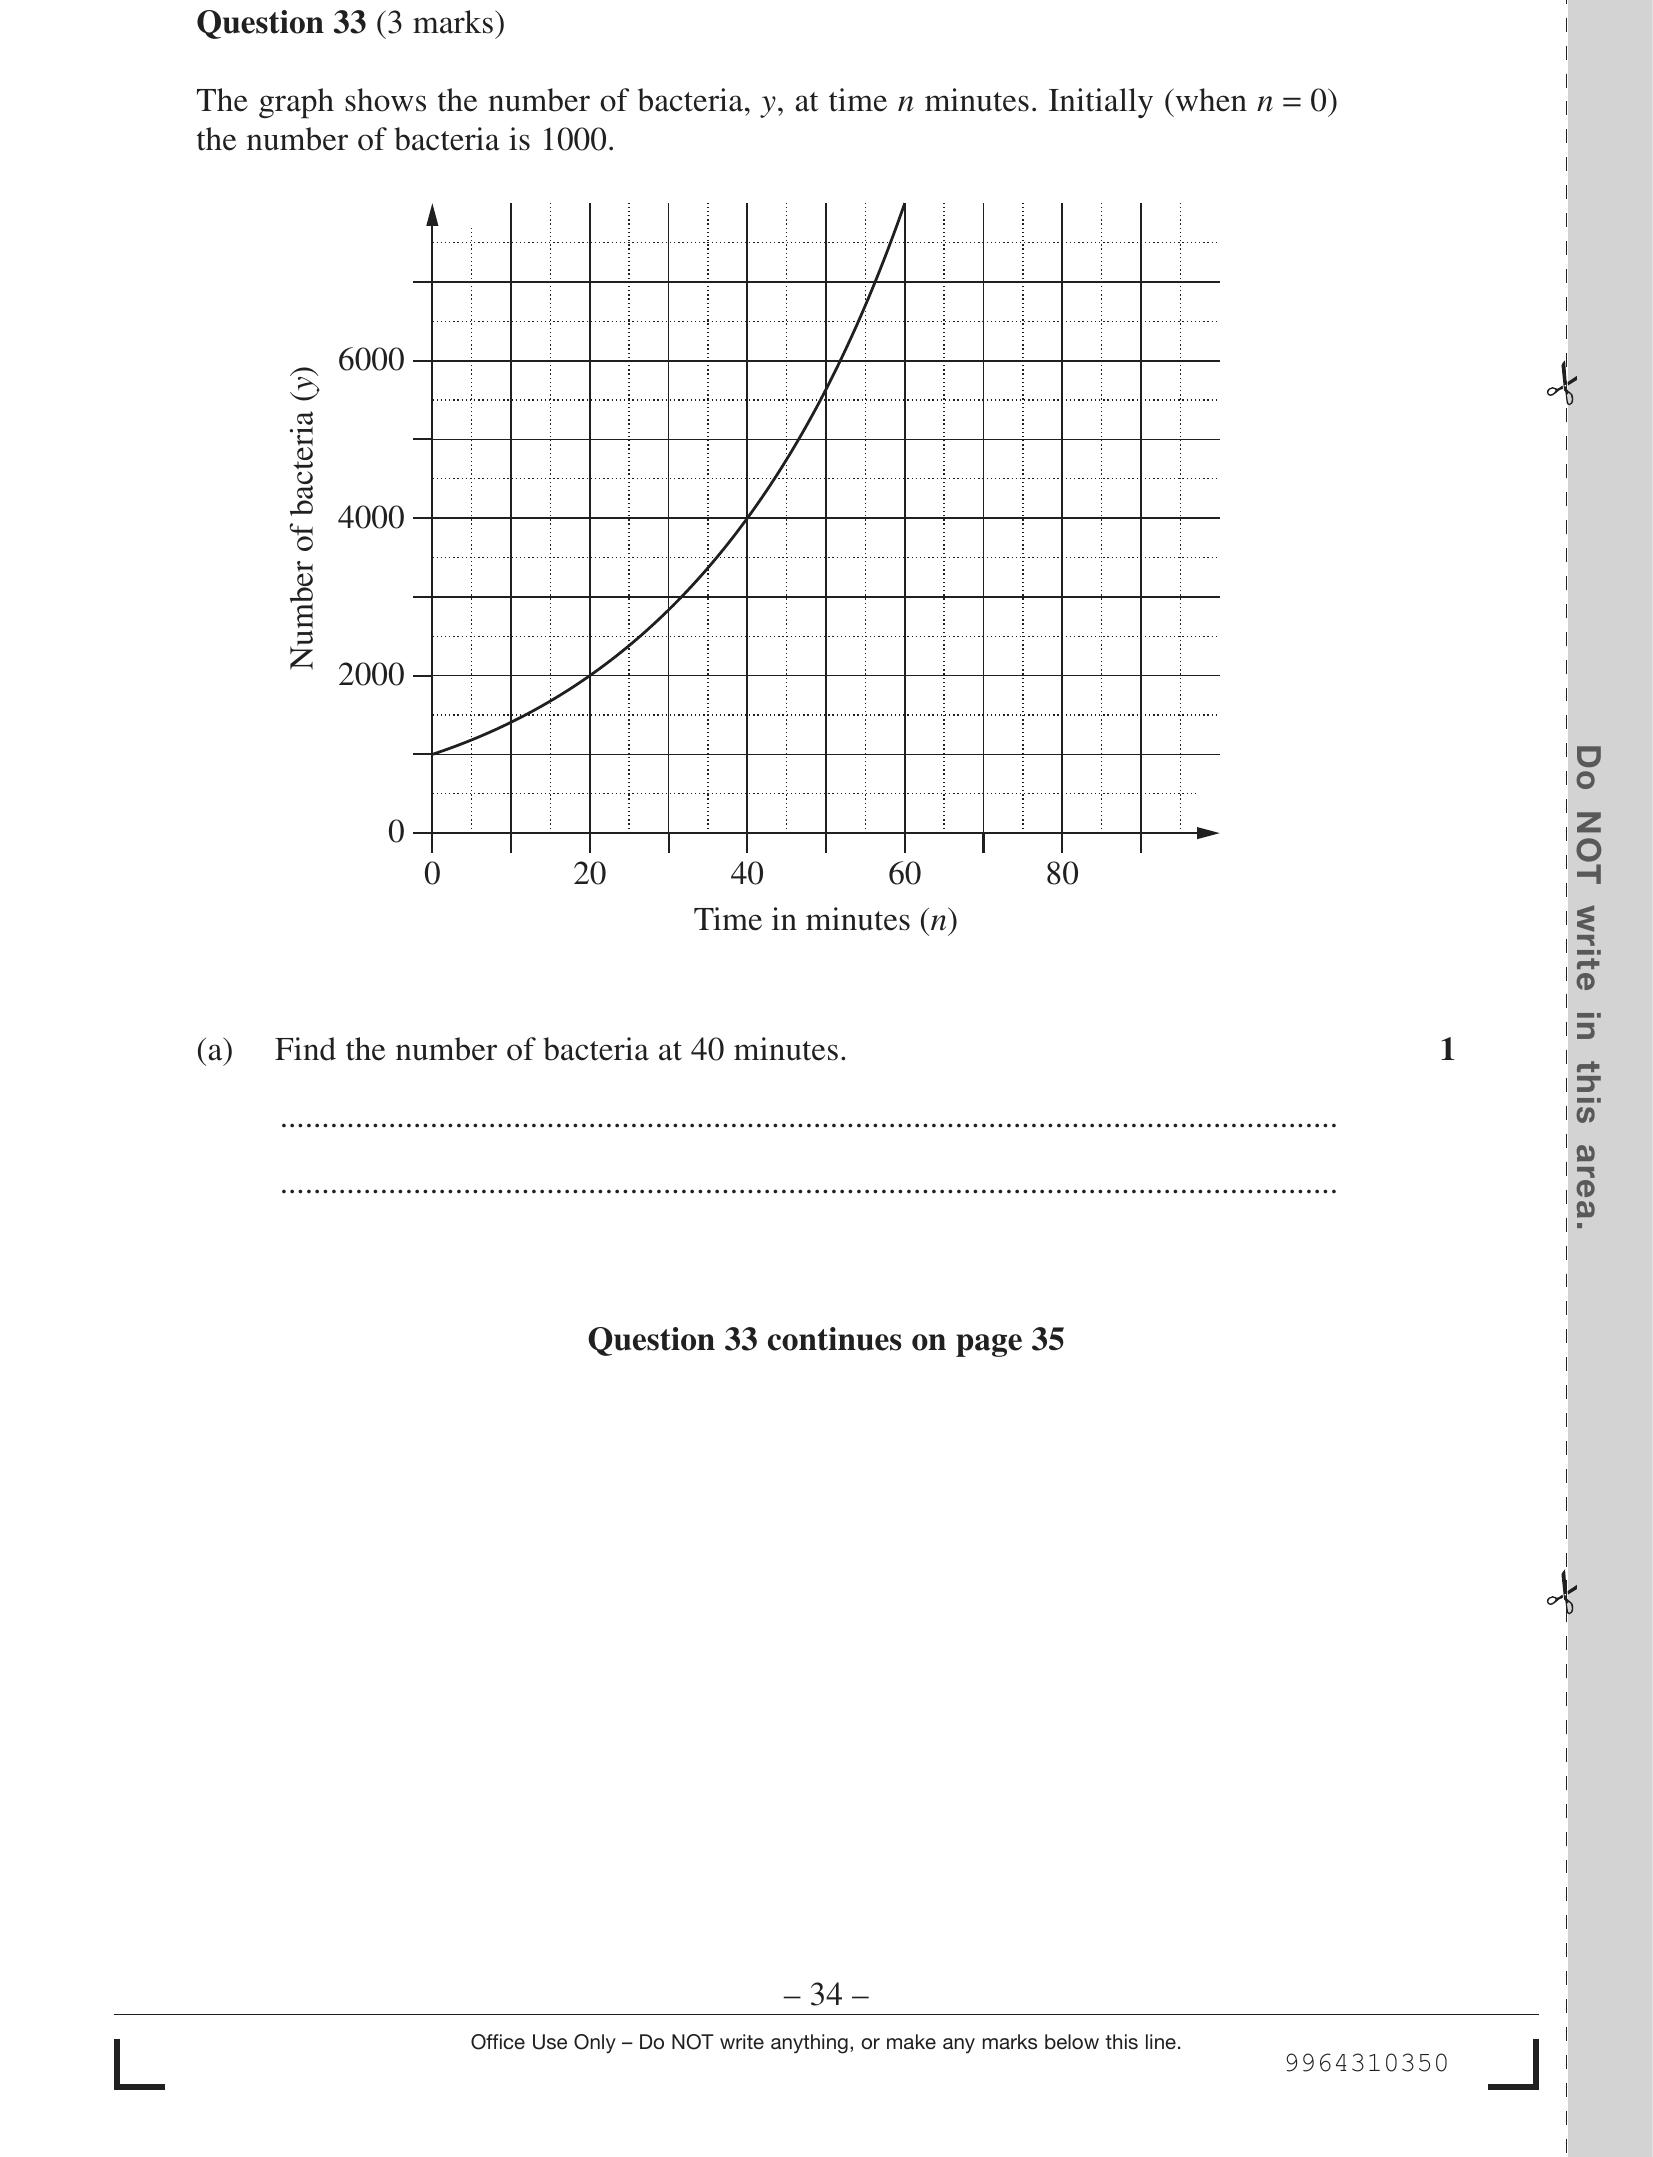 Question 33 (3 marks)
The graph shows the number of bacteria, y, at time n minutes. Initially (when n = 0)
the number of bacteria is 1000.
Number of bacteria (y)
6000
4000
2000
0
0 20 40 60 80
Time in minutes (n)
(a) Find the number of bacteria at 40 minutes. 1
Question 33 continues on page 35
– 34 –
Office Use Only – Do NOT write anything, or make any marks below this line.
9964310350
Do NOT write in this area.